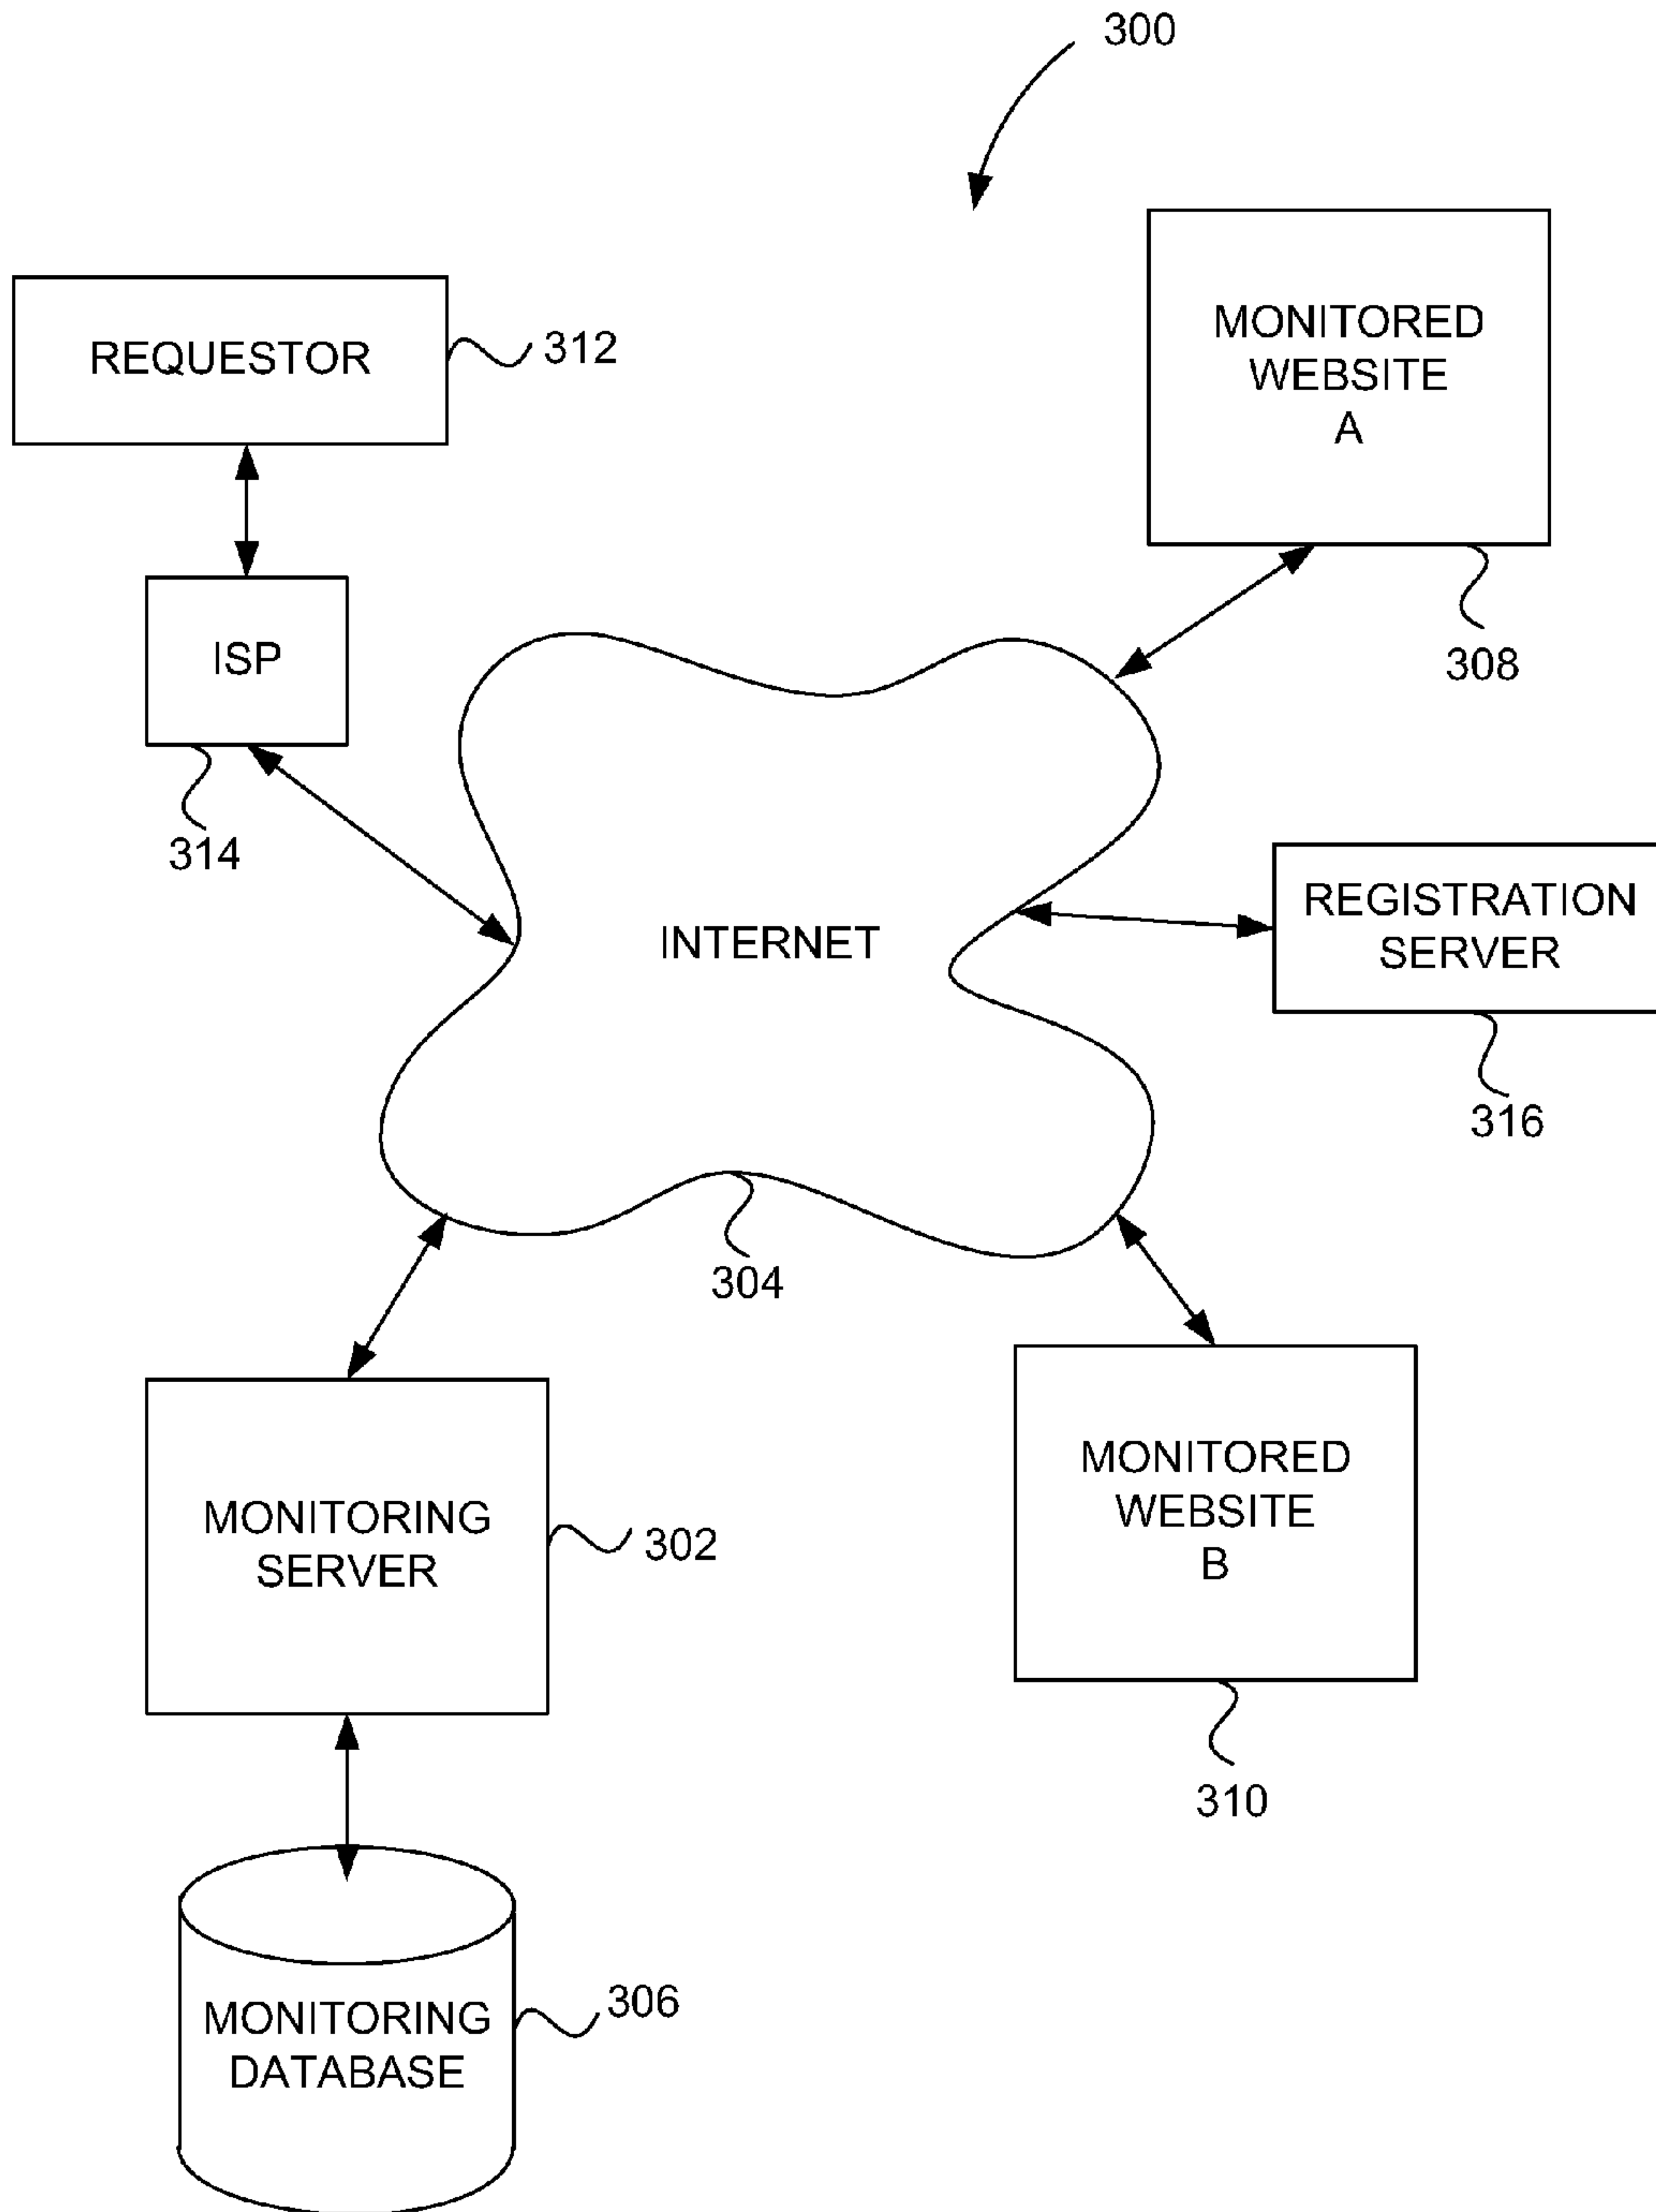 300
REQUESTOR
312
MONITORED
WEBSITE
A
308
ISP
314
INTERNET
304
REGISTRATION
SERVER
316
MONITORING
SERVER
302
MONITORED
WEBSITE
B
310
MONITORING
DATABASE
306